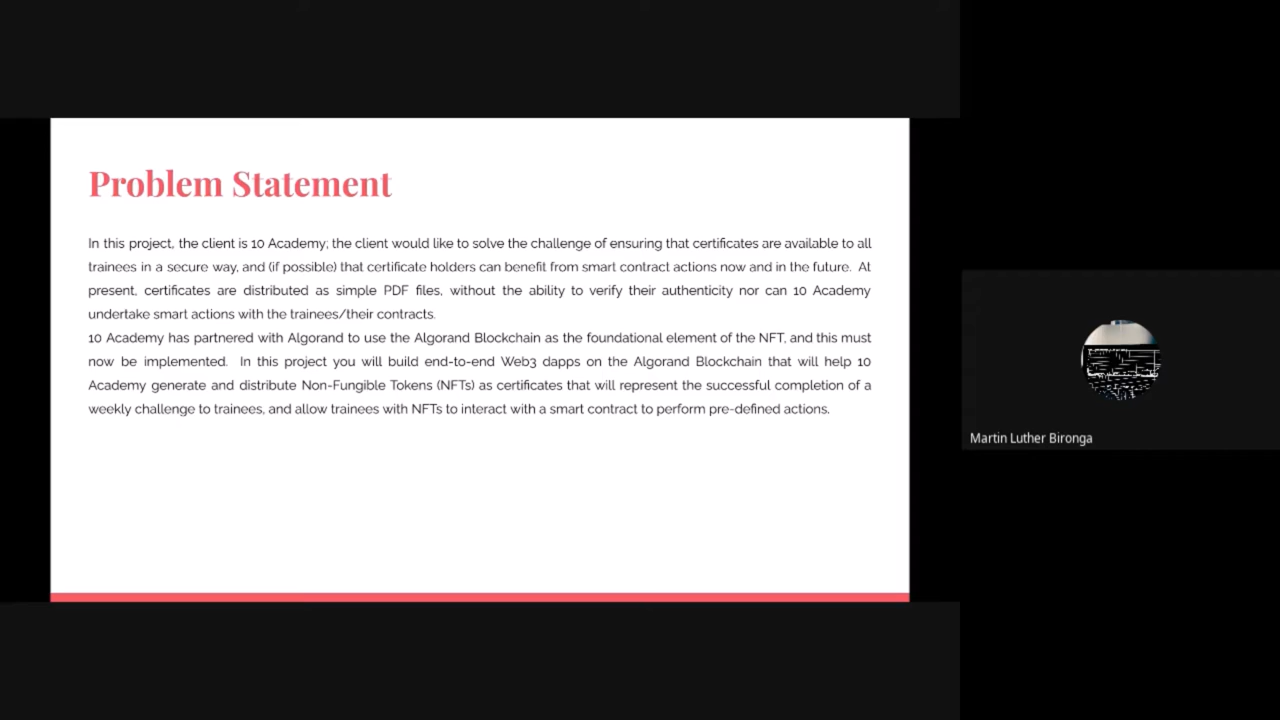 Problem Statement
In this project, the client is 10 Academy; the client would like to solve the challenge of ensuring that certificates are available to all
trainees in a secure way, and (if possible) that certificate holders can benefit from smart contract actions now and in the future. At
present, certificates are distributed as simple PDF files, without the ability to verify their authenticity nor can 10 Academy
undertake smart actions with the trainees/their contracts.
10 Academy has partnered with Algorand to use the Algorand Blockchain as the foundational element of the NFT, and this must
now be implemented. In this project you will build end-to-end Web3 dapps on the Algorand Blockchain that will help 10
Academy generate and distribute Non-Fungible Tokens (NFTs) as certificates that will represent the successful completion of a
weekly challenge to trainees, and allow trainees with NFTs to interact with a smart contract to perform pre-defined actions.
Martin Luther Bironga